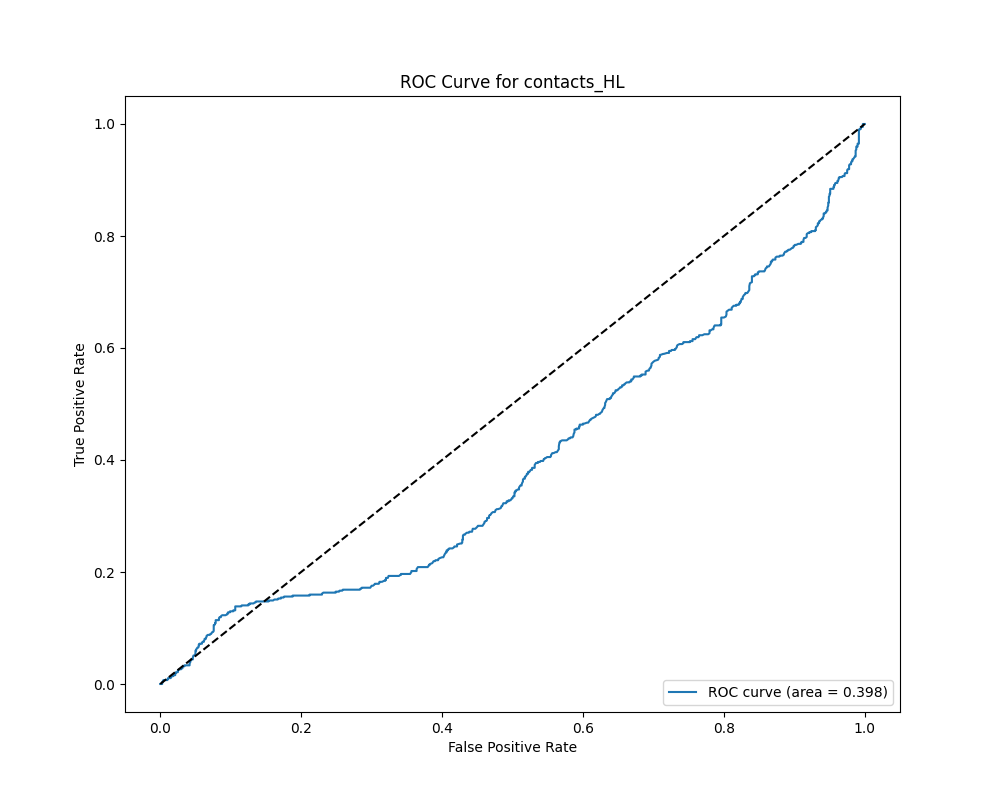 ROC Curve for contacts_HL
True Positive Rate
1.0
0.8
0.6
0.4
0.2
0.0
ROC curve (area = 0.398)
0.0 0.2 0.4 0.6 0.8 1.0
False Positive Rate